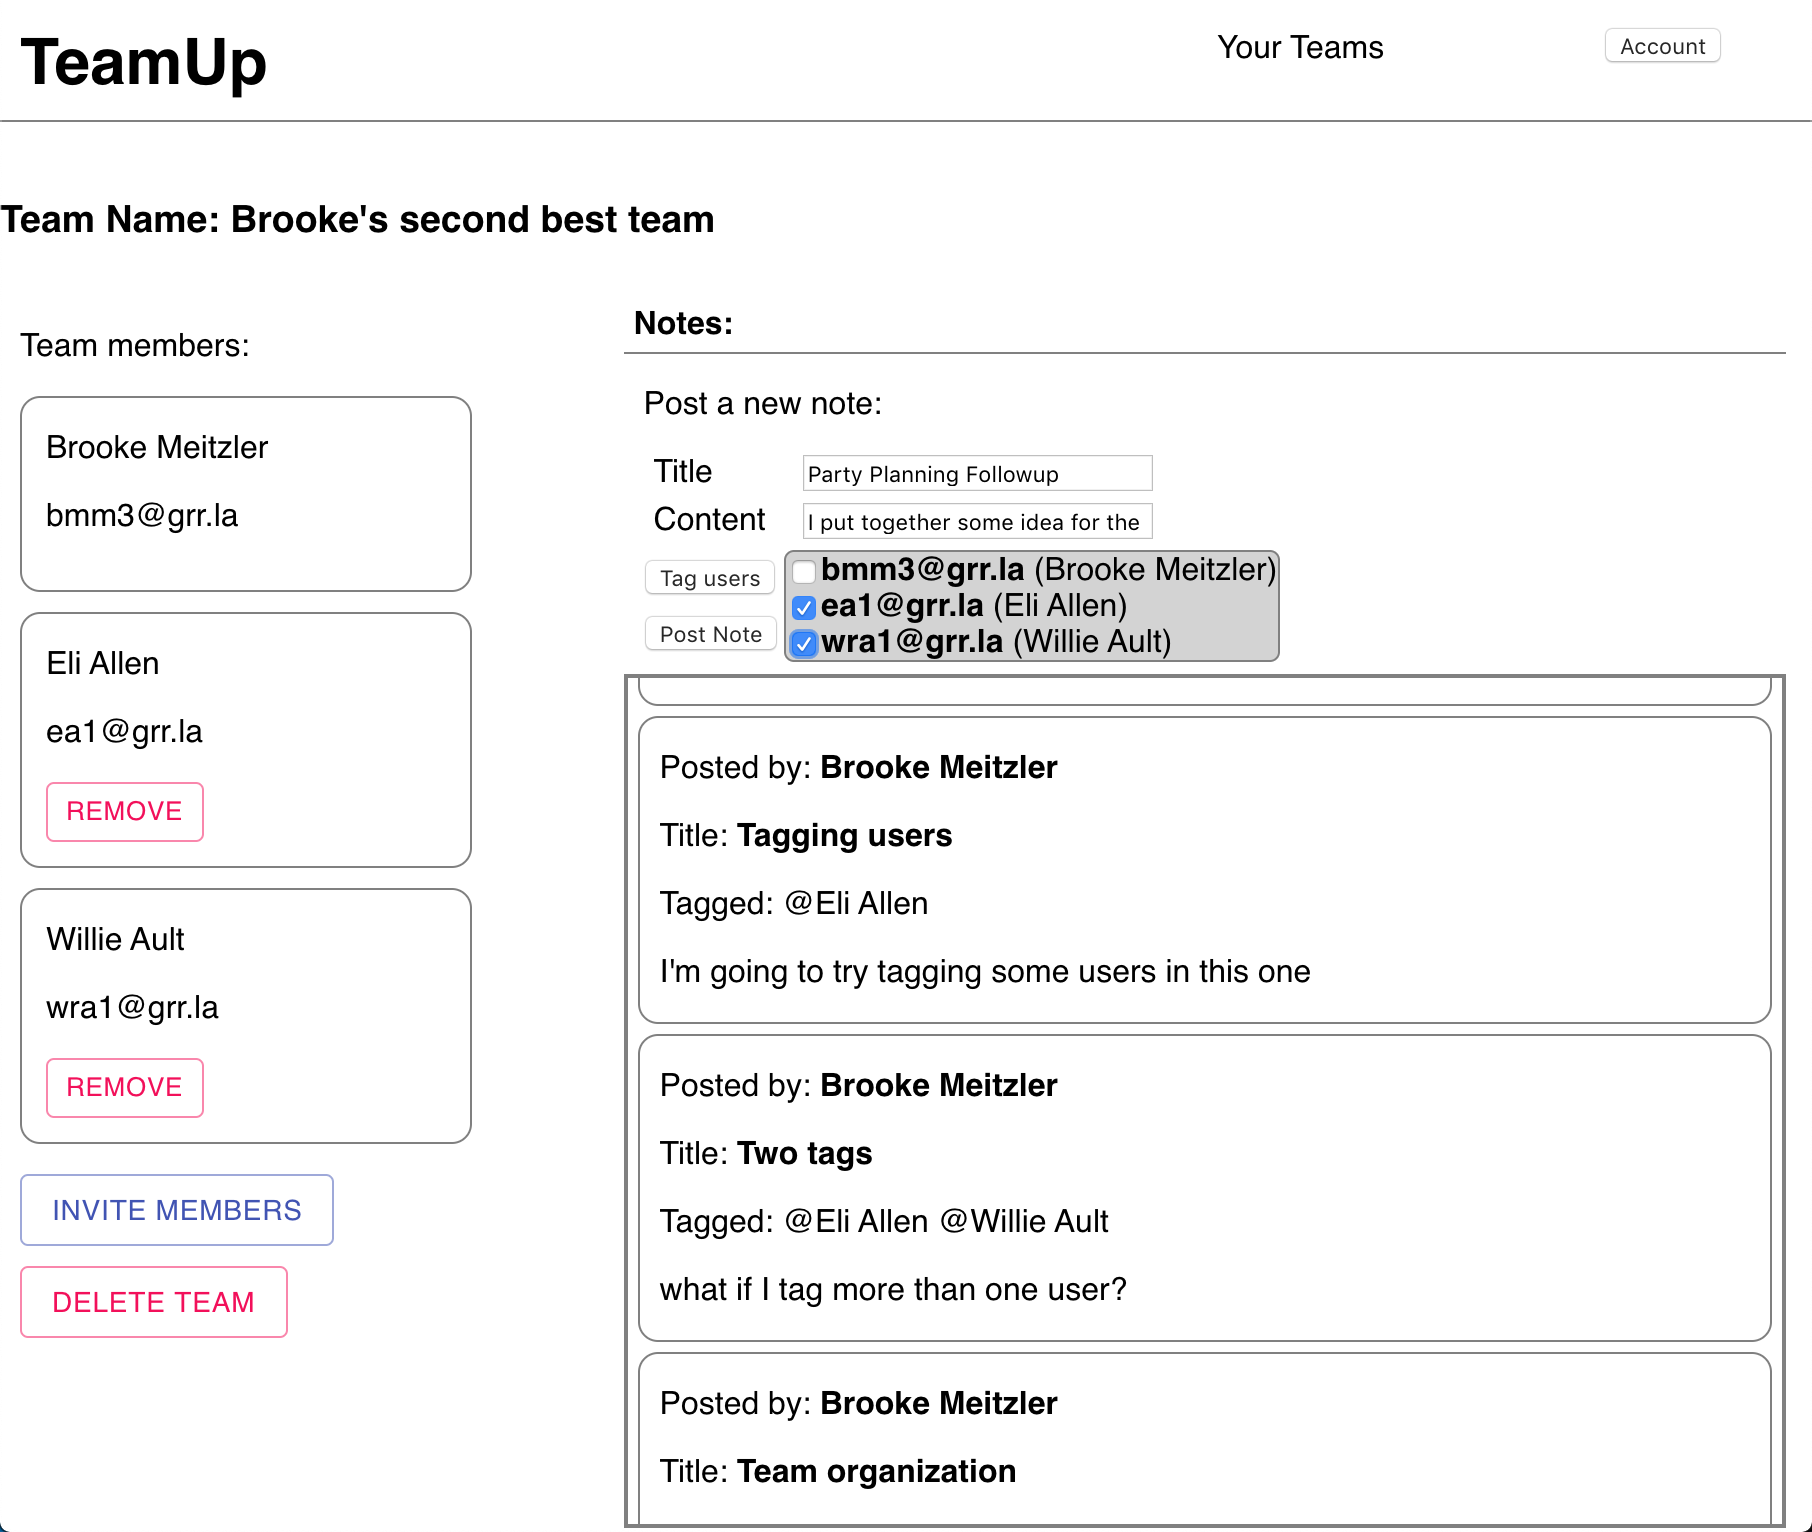 TeamUp
Your Teams
Account
Team Name: Brooke's second best team
Team members:
Brooke Meitzler
bmm3@grr.la
Eli Allen
ea1@grr.la
REMOVE
Willie Ault
wra1@grr.la
REMOVE
INVITE MEMBERS
DELETE TEAM
Notes:
Post a new note:
Title
Party Planning Followup
Content
I put together some idea for the
Tag users
bmm3@grr.la (Brooke Meitzler)
ea1@grr.la (Eli Allen)
wra1@grr.la (Willie Ault)
Post Note
Posted by: Brooke Meitzler
Title: Tagging users
Tagged: @Eli Allen
I'm going to try tagging some users in this one
Posted by: Brooke Meitzler
Title: Two tags
Tagged: @Eli Allen @Willie Ault
what if I tag more than one user?
Posted by: Brooke Meitzler
Title: Team organization